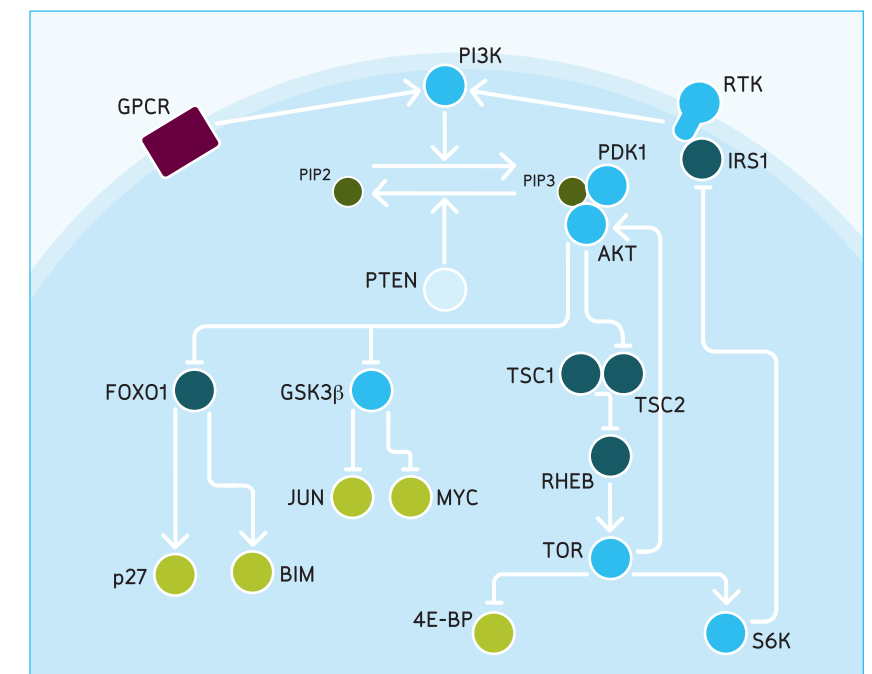 PI3K
GPCR
RTK
PDK1
IRS1
PIP2
PIP3
AKT
PTEN
FOXO1
GSK3β
TSC1
TSC2
RHEB
JUN
MYC
TOR
p27
BIM
4E-BP
S6K